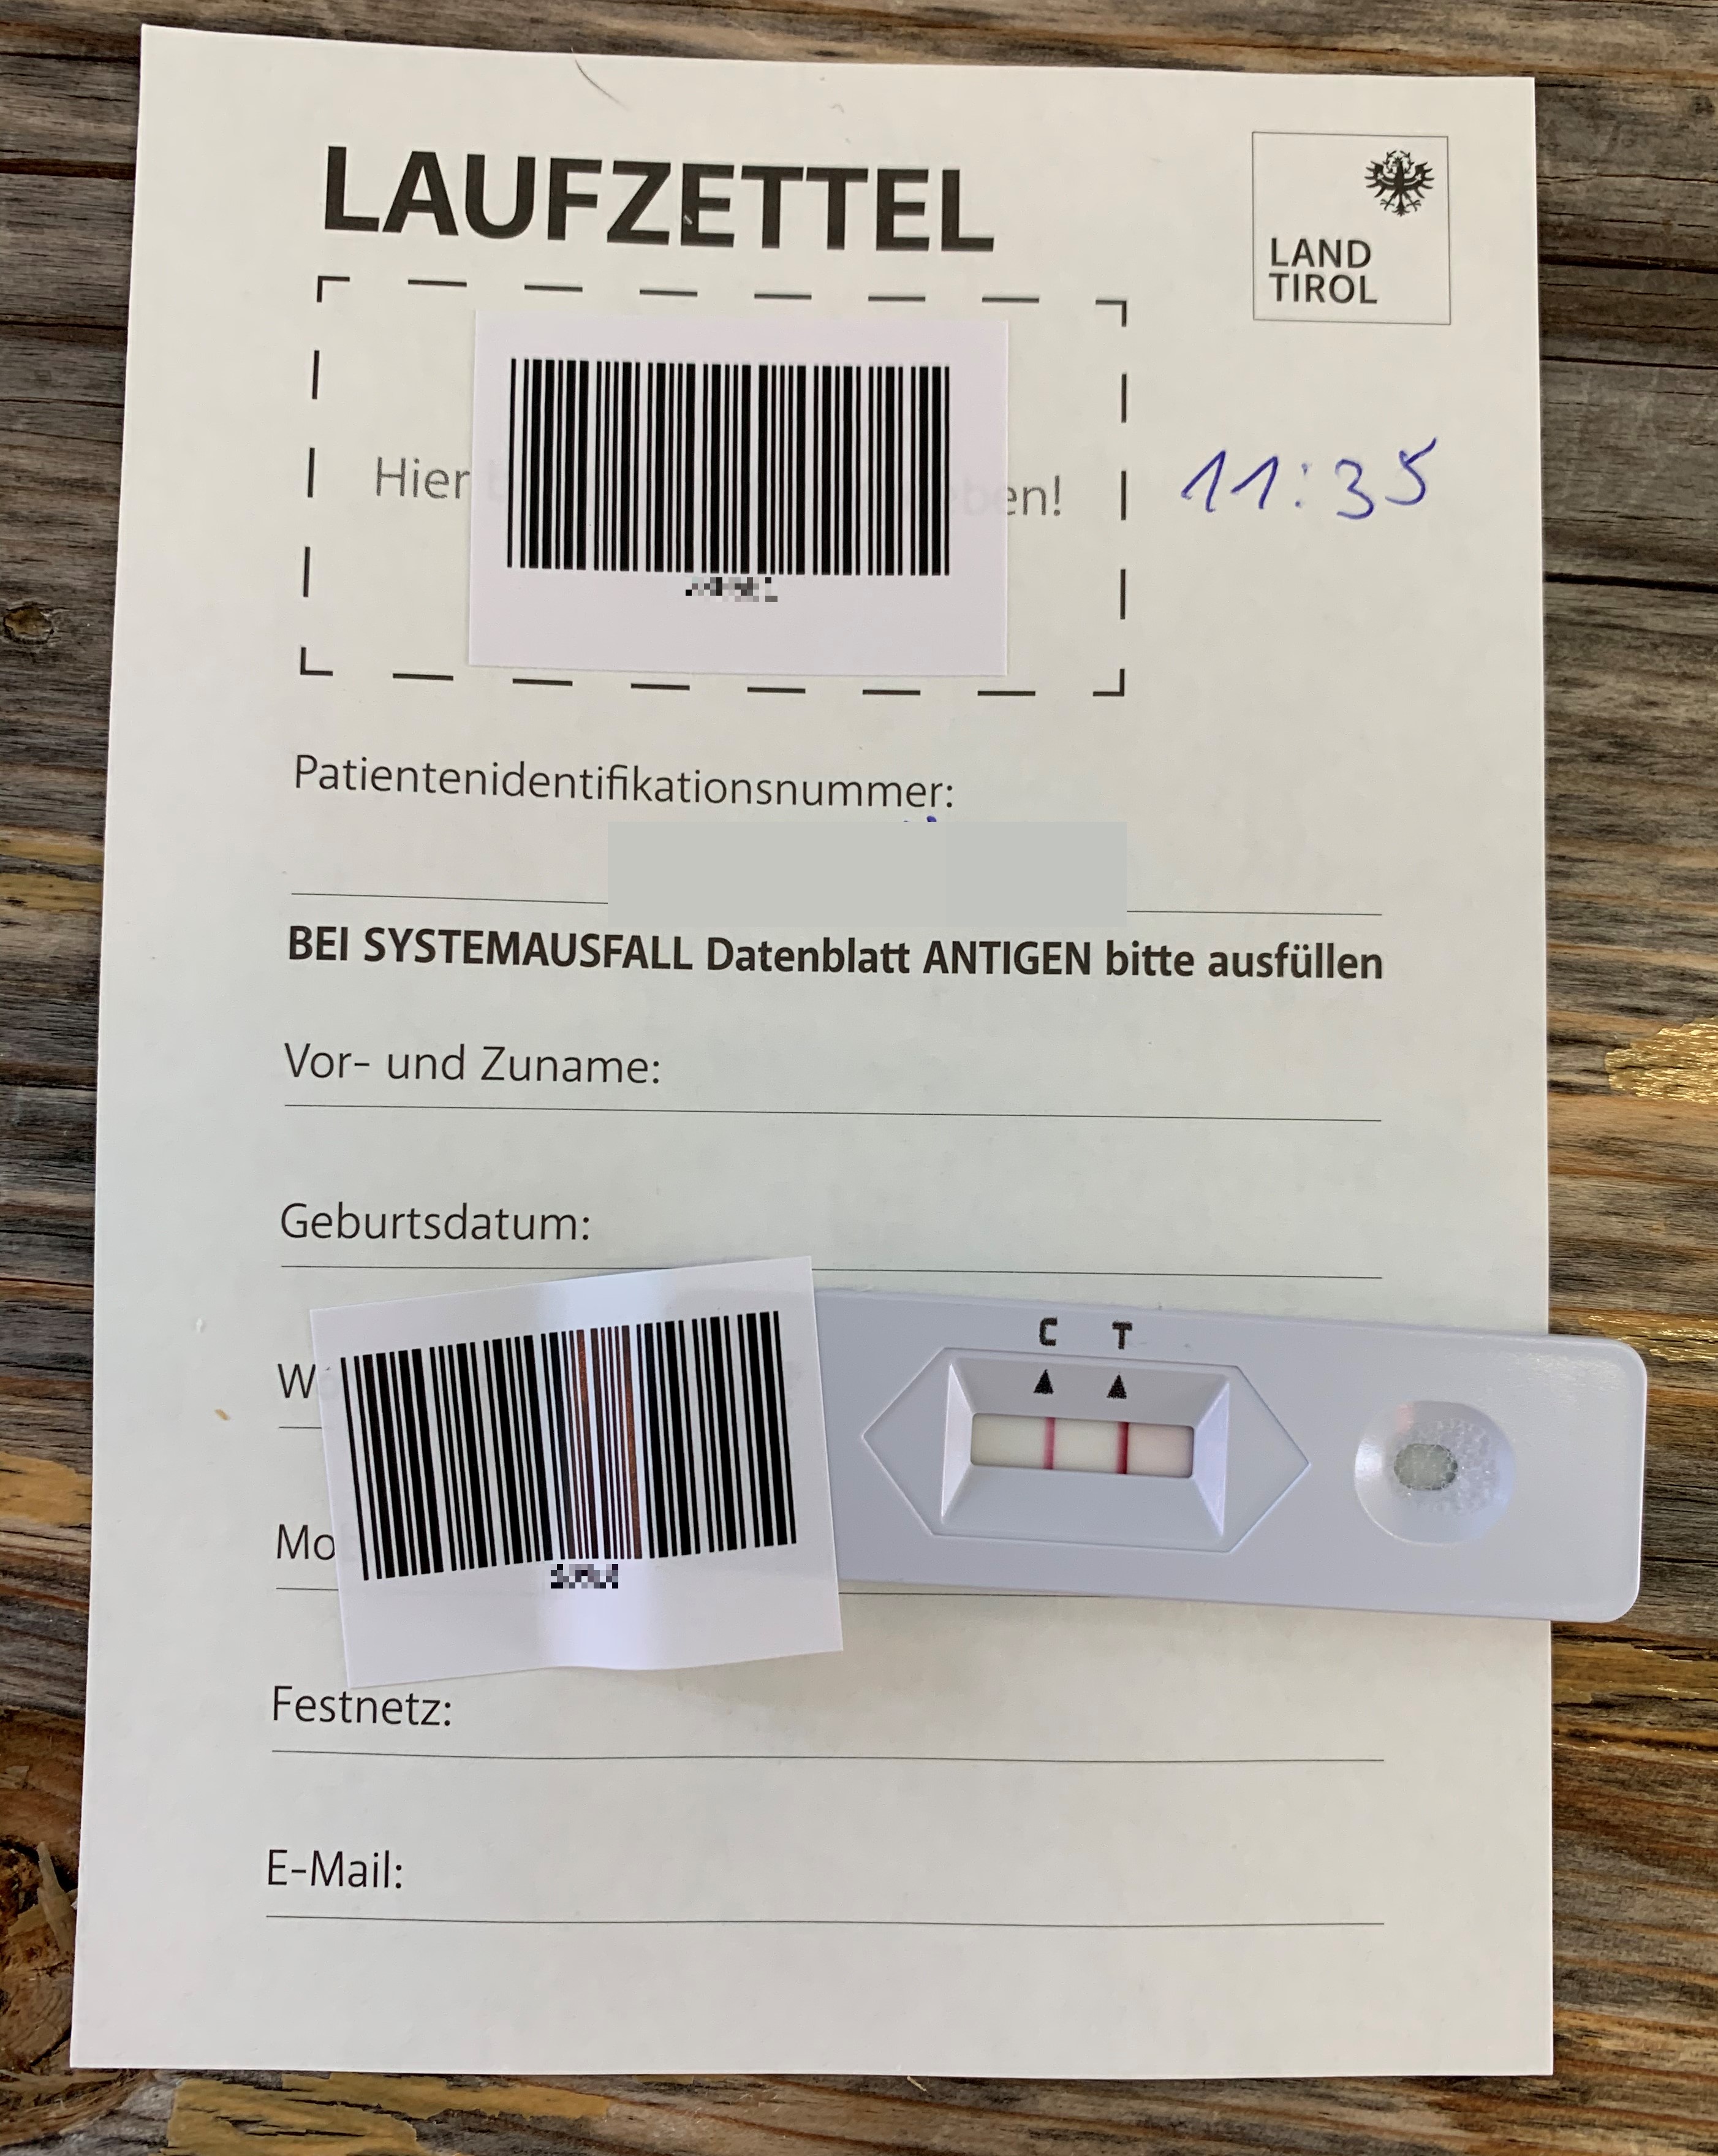 LAUFZETTEL
LAND
TIROL
Hier
en!
11:35
Patientenidentifikationsnummer:
BEI SYSTEMAUSFALL Datenblatt ANTIGEN bitte ausfüllen
Vor- und Zuname:
Geburtsdatum:
C T
W
Mo
Festnetz:
E-Mail: